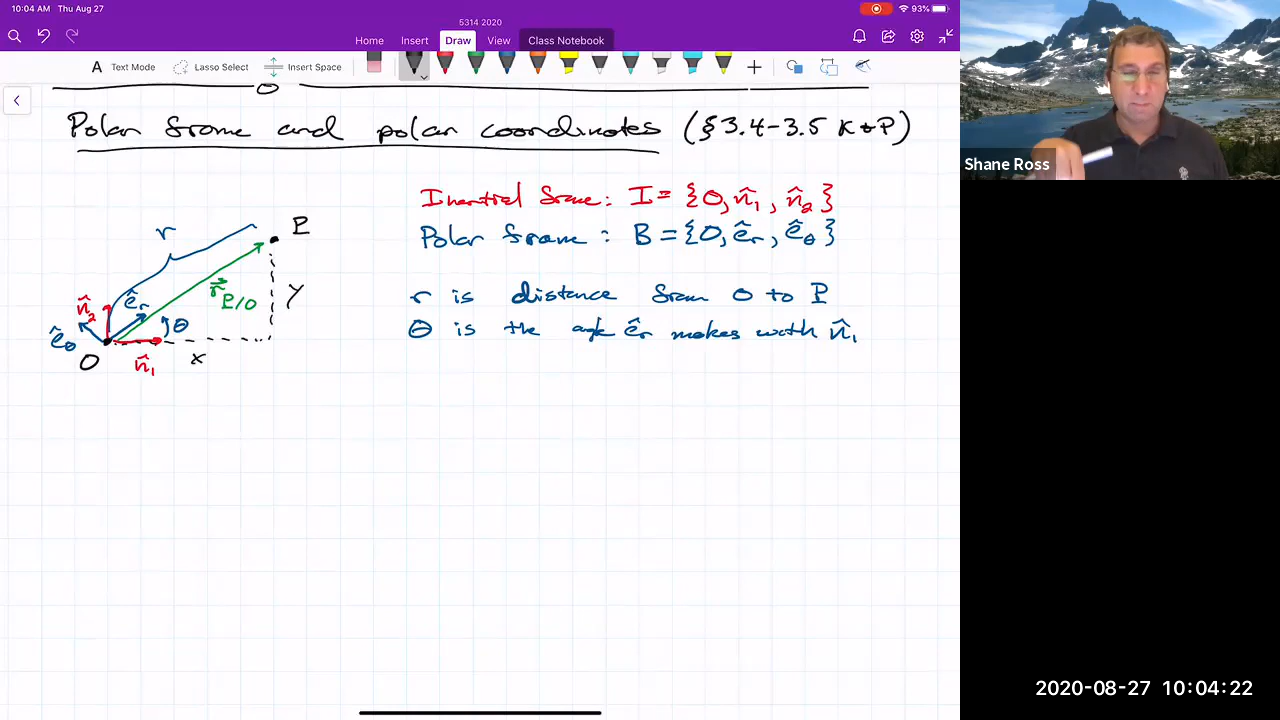 10:04 AM Thu Aug 27
93%
5314 2020
Home Insert Draw View Class Notebook
A Text Mode Lasso Select Insert Space
Polar frame and polar coordinates (§3.4-3.5 K+P)
Inertial frame: I = {O, n̂₁, n̂₂}
Polar frame: B = {O, êᵣ, ê_θ}
r is distance from O to P
θ is the angle êᵣ makes with n̂₁
r
P
n̂₂
êᵣ
r⃗_P/O
y
ê_θ
θ
O
n̂₁
x
Shane Ross
2020-08-27 10:04:22